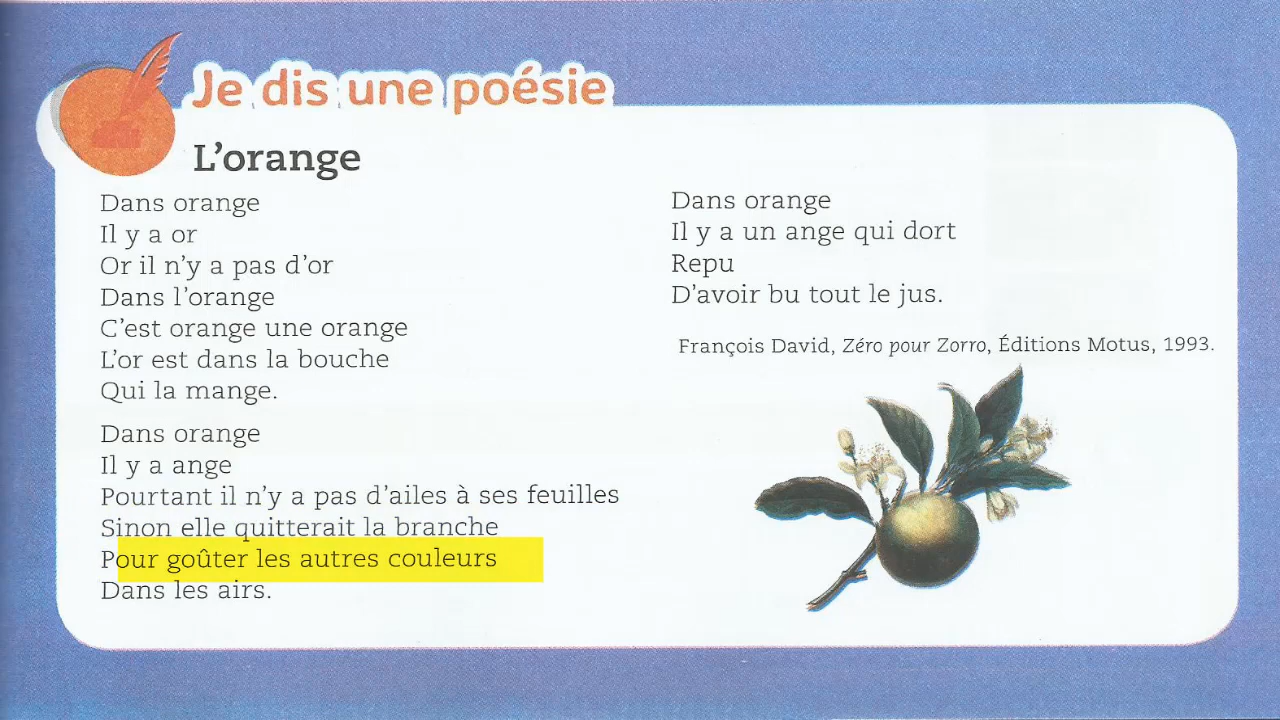 Je dis une poésie
L'orange
Dans orange
Il y a or
Or il n'y a pas d'or
Dans l'orange
C'est orange une orange
L'or est dans la bouche
Qui la mange.
Dans orange
Il y a ange
Pourtant il n'y a pas d'ailes à ses feuilles
Sinon elle quitterait la branche
Pour goûter les autres couleurs
Dans les airs.
Dans orange
Il y a un ange qui dort
Repu
D'avoir bu tout le jus.
François David, Zéro pour Zorro, Éditions Motus, 1993.